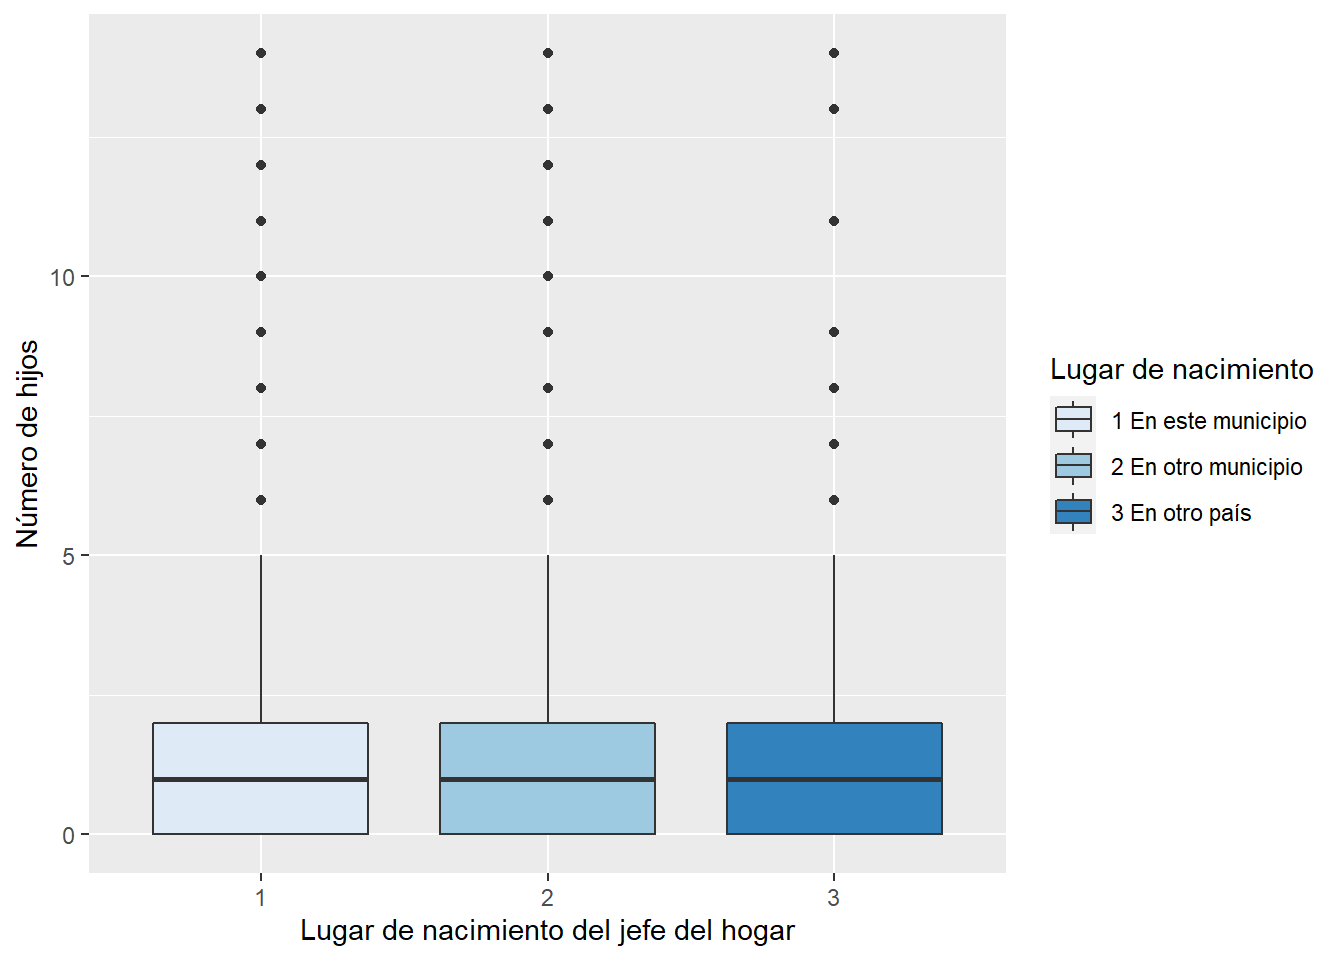 10
5
0
Número de hijos
1 2 3
Lugar de nacimiento del jefe del hogar
Lugar de nacimiento
1 En este municipio
2 En otro municipio
3 En otro país